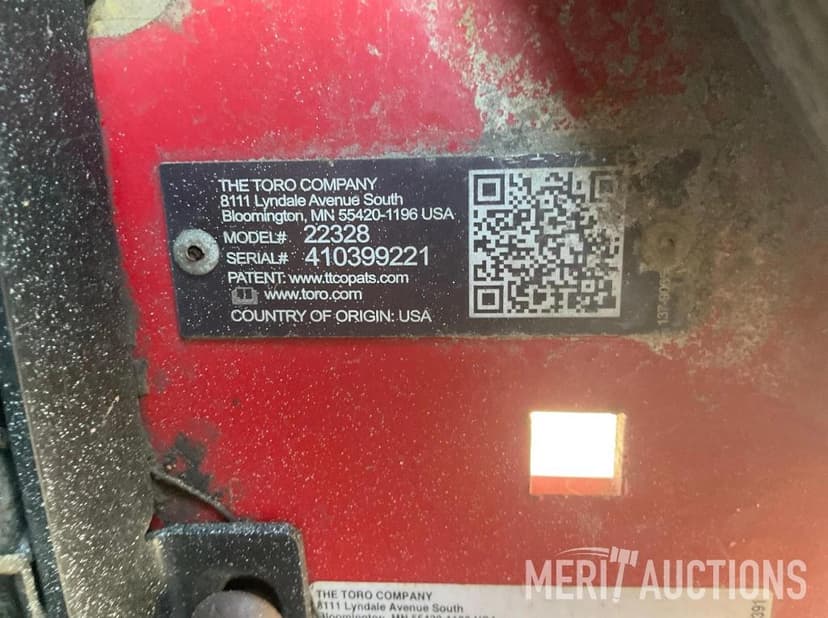 THE TORO COMPANY
8111 Lyndale Avenue South
Bloomington, MN 55420-1196 USA
MODEL# 22328
SERIAL# 410399221
PATENT: www.ttcopats.com
www.toro.com
COUNTRY OF ORIGIN: USA
THE TORO COMPANY
8111 Lyndale Avenue South
MERIT AUCTIONS